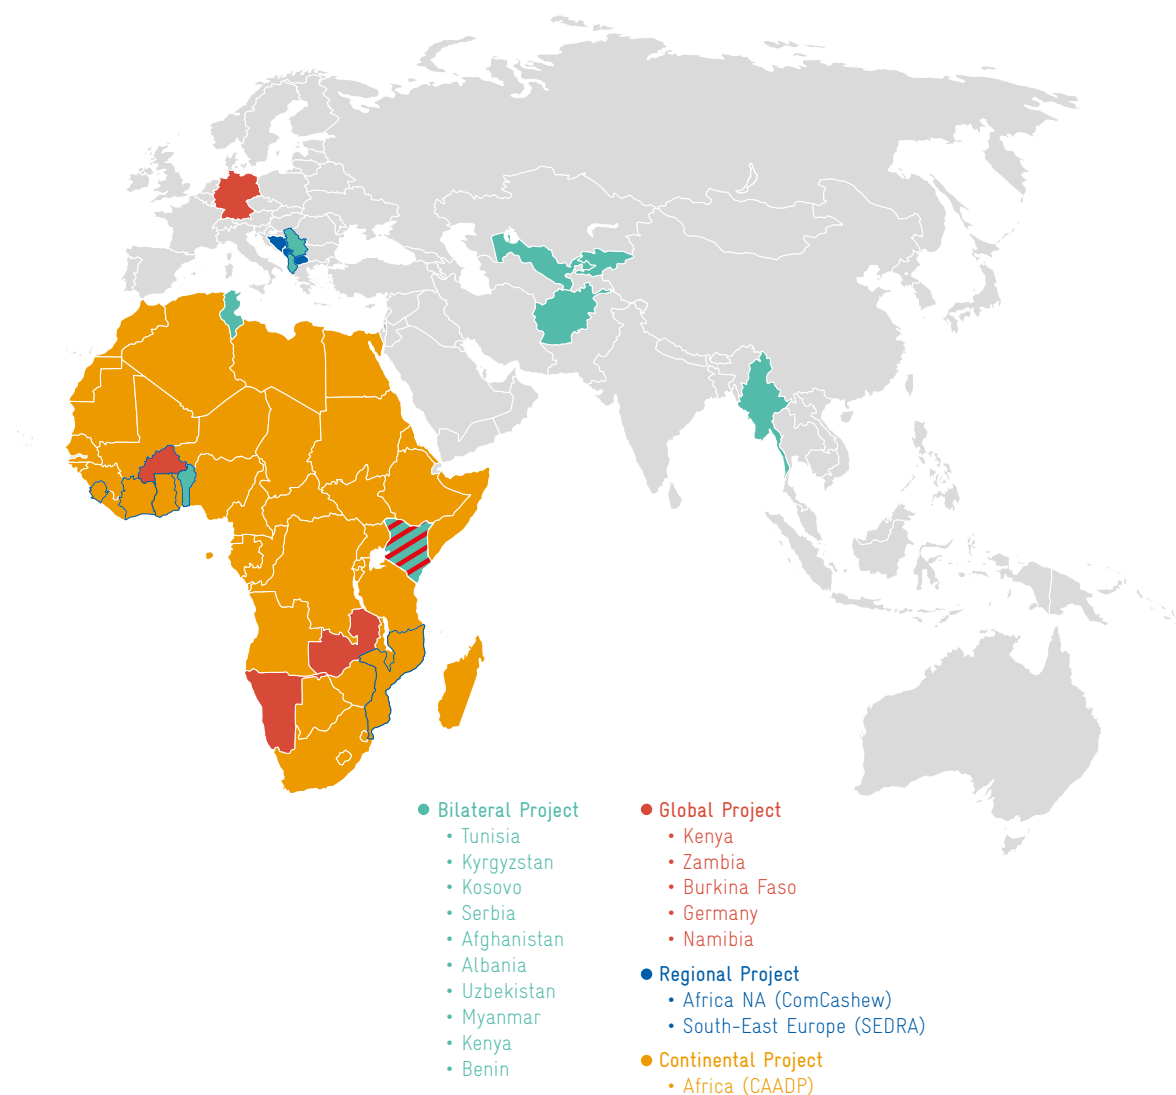 Bilateral Project
• Tunisia
• Kyrgyzstan
• Kosovo
• Serbia
• Afghanistan
• Albania
• Uzbekistan
• Myanmar
• Kenya
• Benin
Global Project
• Kenya
• Zambia
• Burkina Faso
• Germany
• Namibia
Regional Project
• Africa NA (ComCashew)
• South-East Europe (SEDRA)
Continental Project
• Africa (CAADP)